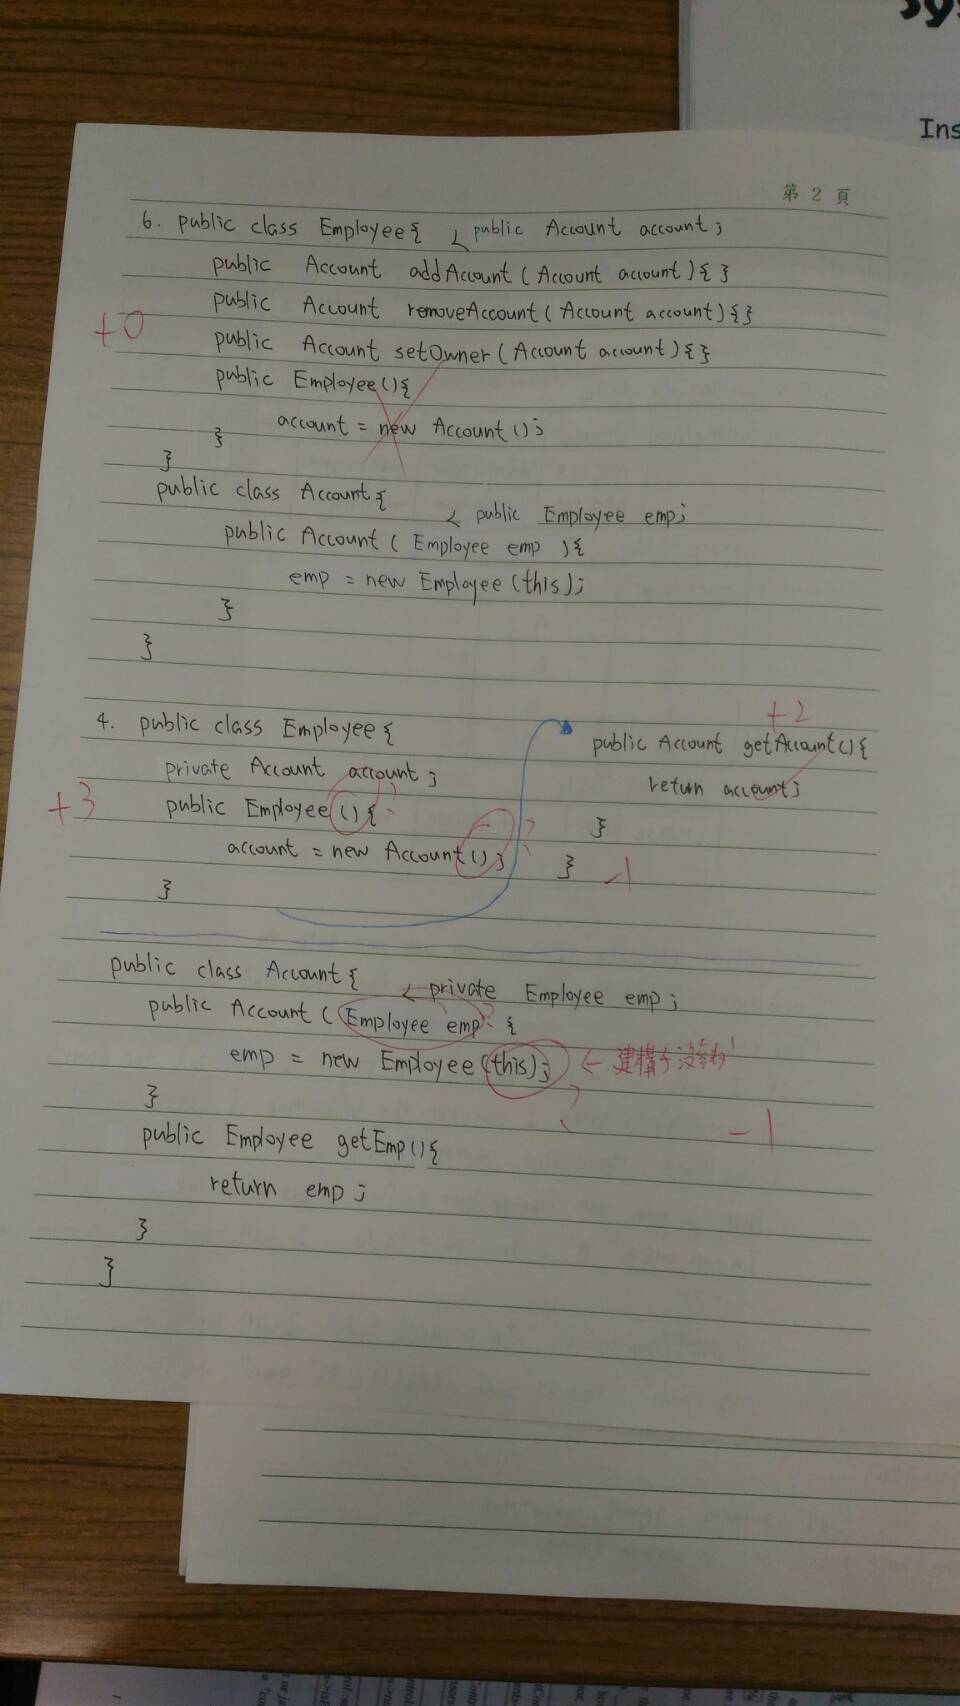 Sys
Ins
第 2 頁
6. public class Employee{ < public Account account;
public Account addAccount (Account account){ }
public Account removeAccount (Account account){}
+0
public Account setOwner (Account account){}
public Employee(){
account = new Account();
}
}
public class Account{
< public Employee emp;
public Account ( Employee emp ){
emp = new Employee(this);
}
}
4. public class Employee{
private Account account;
+3
public Employee (){
account = new Account();
}
+2
public Account getAccount(){
return account;
}
}
-1
public class Account{
< private Employee emp;
public Account (Employee emp {
emp = new Employee (this);
← 建構子沒
}
-1
public Employee getEmp(){
return emp;
}
}